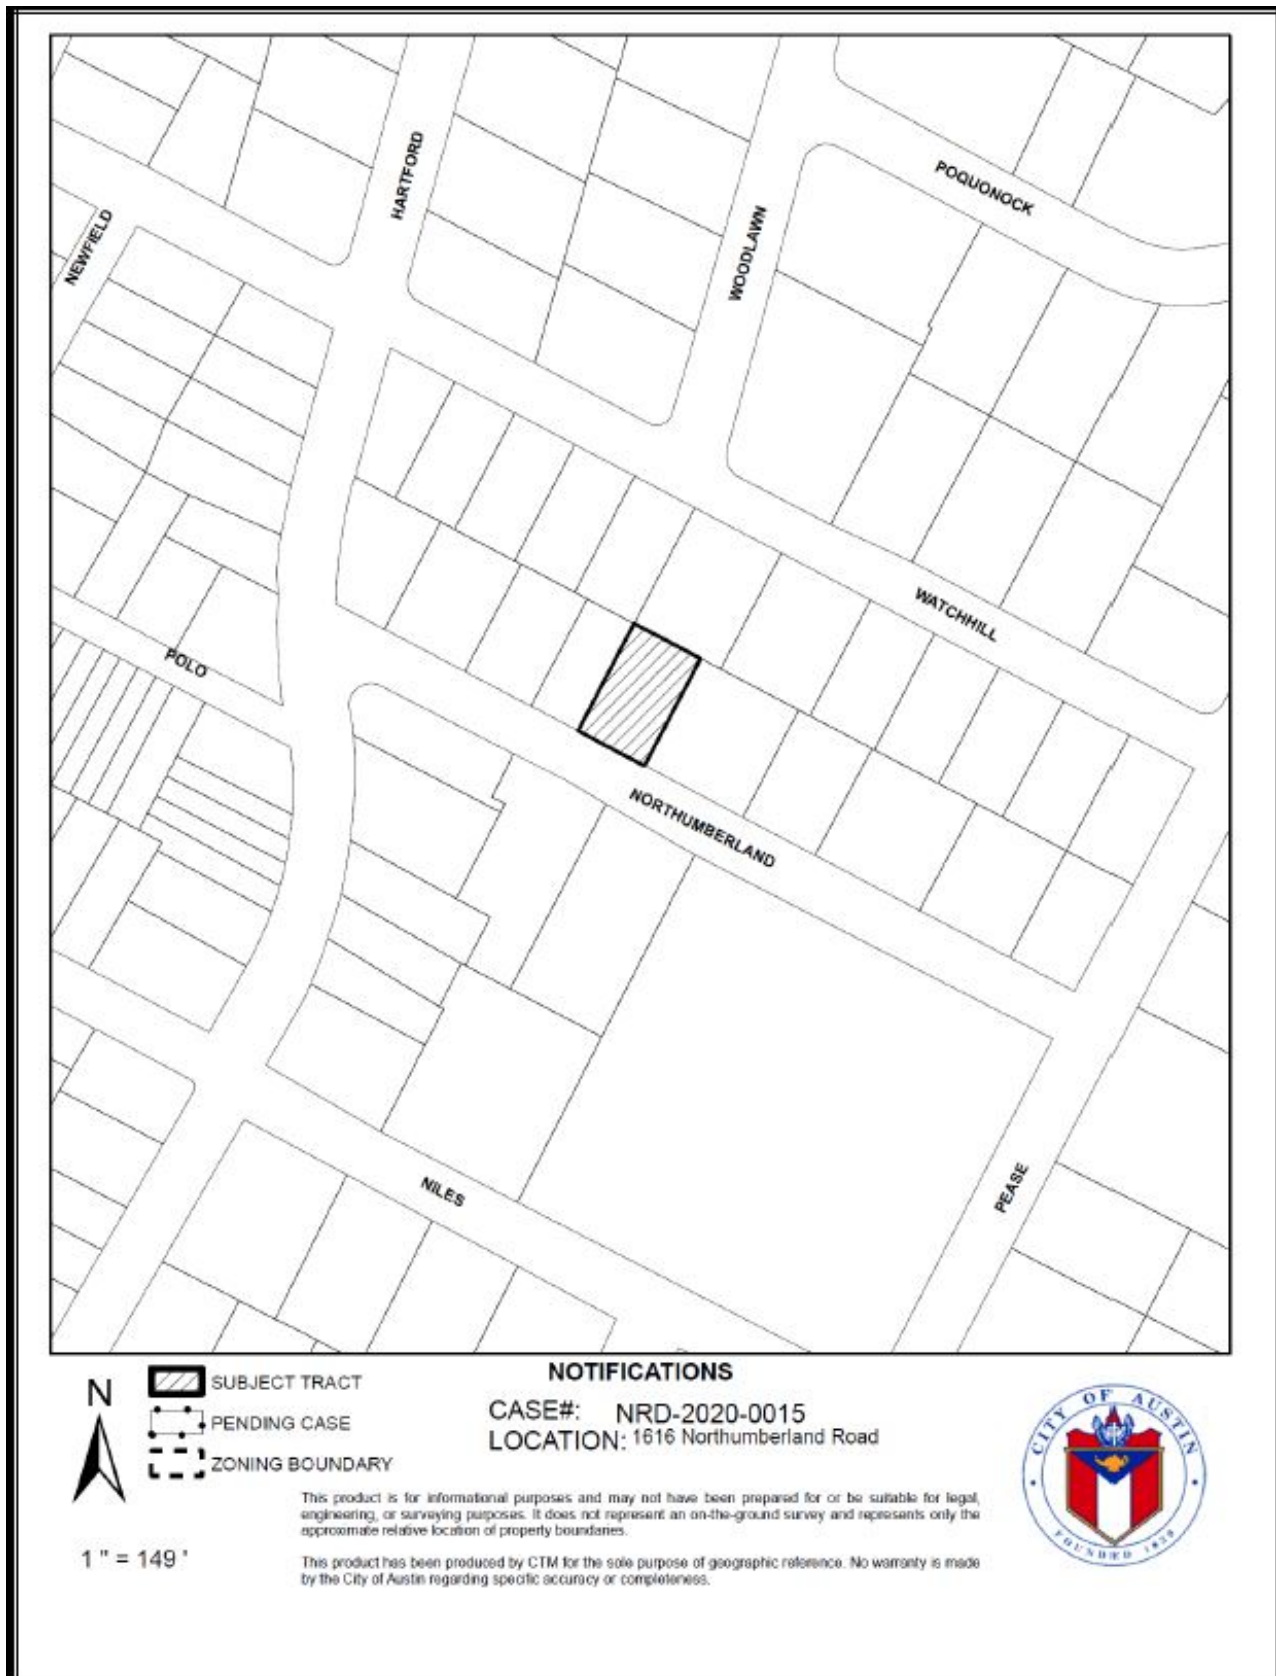 HARTFORD
POQUONOCK
NEWFIELD
WOODLAWN
WATCHHILL
POLO
NORTHUMBERLAND
PEASE
NILES
NOTIFICATIONS
N
SUBJECT TRACT
PENDING CASE
ZONING BOUNDARY
CASE#: NRD-2020-0015
LOCATION: 1616 Northumberland Road
CITY OF AUSTIN
FOUNDED 1839
This product is for informational purposes and may not have been prepared for or be suitable for legal,
engineering, or surveying purposes. It does not represent an on-the-ground survey and represents only the
approximate relative location of property boundaries.
1 " = 149 '
This product has been produced by CTM for the sole purpose of geographic reference. No warranty is made
by the City of Austin regarding specific accuracy or completeness.